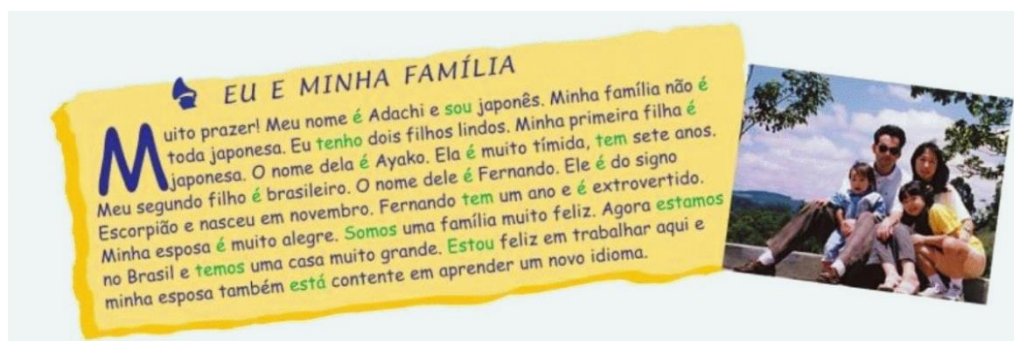 EU E MINHA FAMÍLIA
Muito prazer! Meu nome é Adachi e sou japonês. Minha família não é
toda japonesa. Eu tenho dois filhos lindos. Minha primeira filha é
japonesa. O nome dela é Ayako. Ela é muito tímida, tem sete anos.
Meu segundo filho é brasileiro. O nome dele é Fernando. Ele é do signo
Escorpião e nasceu em novembro. Fernando tem um ano e é extrovertido.
Minha esposa é muito alegre. Somos uma família muito feliz. Agora estamos
no Brasil e temos uma casa muito grande. Estou feliz em trabalhar aqui e
minha esposa também está contente em aprender um novo idioma.